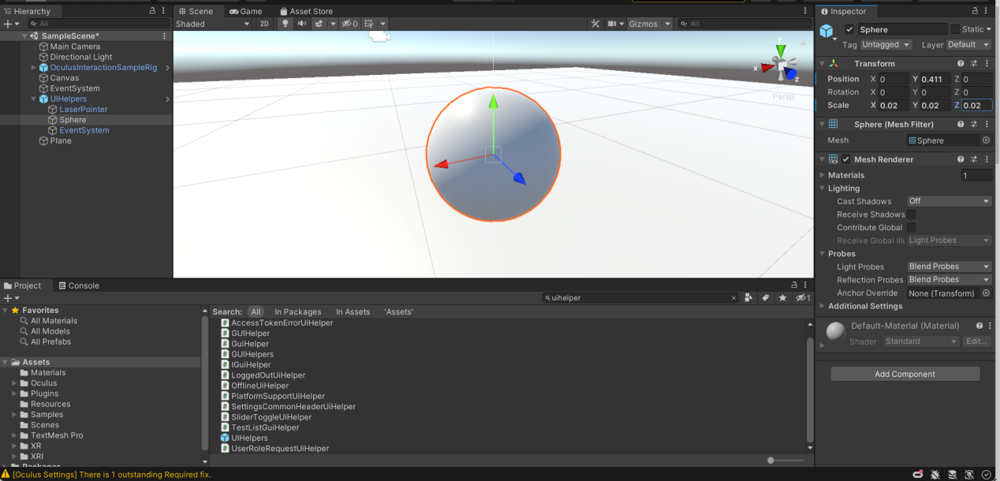 Hierarchy
All
SampleScene*
Main Camera
Directional Light
OculusInteractionSampleRig
Canvas
EventSystem
UIHelpers
LaserPointer
Sphere
EventSystem
Plane
Scene Game Asset Store
Shaded 2D 0 Gizmos All
y
x
z
Persp
Inspector
Sphere Static
Tag Untagged Layer Default
Transform
Position X 0 Y 0.411 Z 0
Rotation X 0 Y 0 Z 0
Scale X 0.02 Y 0.02 Z 0.02
Sphere (Mesh Filter)
Mesh Sphere
Mesh Renderer
Materials 1
Lighting
Cast Shadows Off
Receive Shadows
Contribute Global
Receive Global Illu Light Probes
Probes
Light Probes Blend Probes
Reflection Probes Blend Probes
Anchor Override None (Transform)
Additional Settings
Default-Material (Material)
Shader Standard Edit...
Add Component
Project Console
uihelper 1
Favorites
All Materials
All Models
All Prefabs
Assets
Materials
Oculus
Plugins
Resources
Samples
Scenes
TextMesh Pro
XR
XRI
Packages
Search: All In Packages In Assets 'Assets'
AccessTokenErrorUiHelper
GUIHelper
GuiHelper
GUIHelpers
IGuiHelper
LoggedOutUiHelper
OfflineUiHelper
PlatformSupportUiHelper
SettingsCommonHeaderUiHelper
SliderToggleUiHelper
TestListGuiHelper
UIHelpers
UserRoleRequestUiHelper
[Oculus Settings] There is 1 outstanding Required fix.